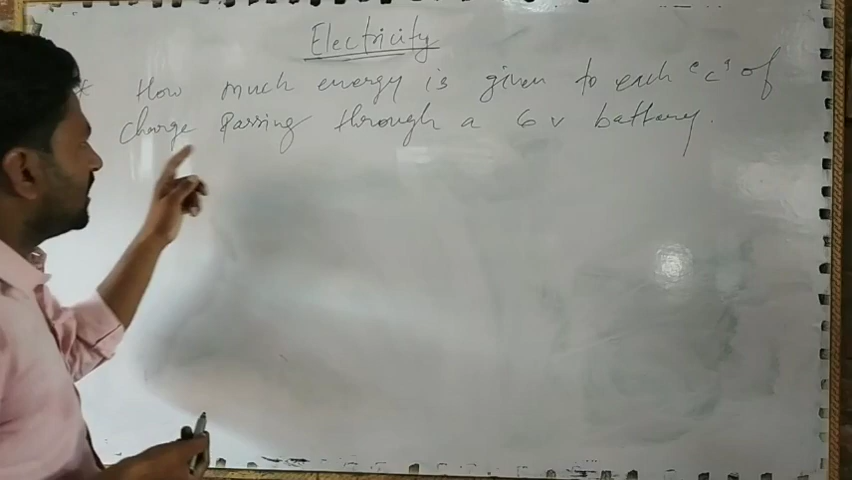 Electricity
* How much energy is given to each "c" of
charge passing through a 6 v battery.